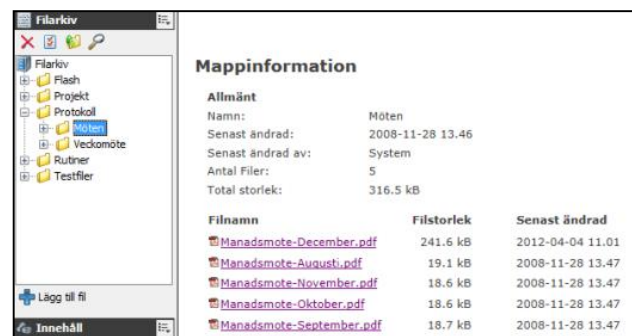 Filarkiv
Filarkiv
Flash
Projekt
Protokoll
Möten
Veckomöte
Rutiner
Testfiler
Lägg till fil
Innehåll
Mappinformation
Allmänt
Namn: Möten
Senast ändrad: 2008-11-28 13.46
Senast ändrad av: System
Antal Filer: 5
Total storlek: 316.5 kB
Filnamn Filstorlek Senast ändrad
Manadsmote-December.pdf 241.6 kB 2012-04-04 11.01
Manadsmote-Augusti.pdf 19.1 kB 2008-11-28 13.47
Manadsmote-November.pdf 18.6 kB 2008-11-28 13.47
Manadsmote-Oktober.pdf 18.6 kB 2008-11-28 13.47
Manadsmote-September.pdf 18.7 kB 2008-11-28 13.47